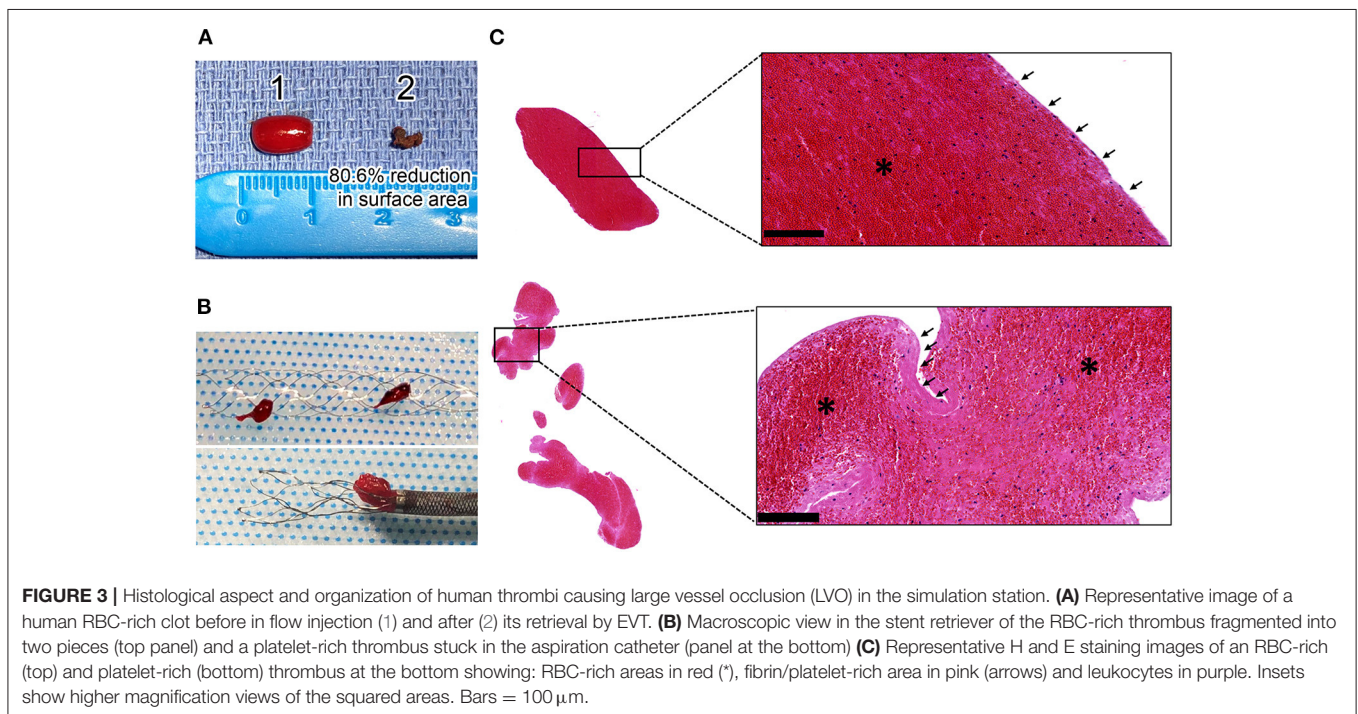 A
C
1
2
80.6% reduction
in surface area
0
1
2
3
*
B
*
*
FIGURE 3 | Histological aspect and organization of human thrombi causing large vessel occlusion (LVO) in the simulation station. (A) Representative image of a
human RBC-rich clot before in flow injection (1) and after (2) its retrieval by EVT. (B) Macroscopic view in the stent retriever of the RBC-rich thrombus fragmented into
two pieces (top panel) and a platelet-rich thrombus stuck in the aspiration catheter (panel at the bottom) (C) Representative H and E staining images of an RBC-rich
(top) and platelet-rich (bottom) thrombus at the bottom showing: RBC-rich areas in red (*), fibrin/platelet-rich area in pink (arrows) and leukocytes in purple. Insets
show higher magnification views of the squared areas. Bars = 100 μm.